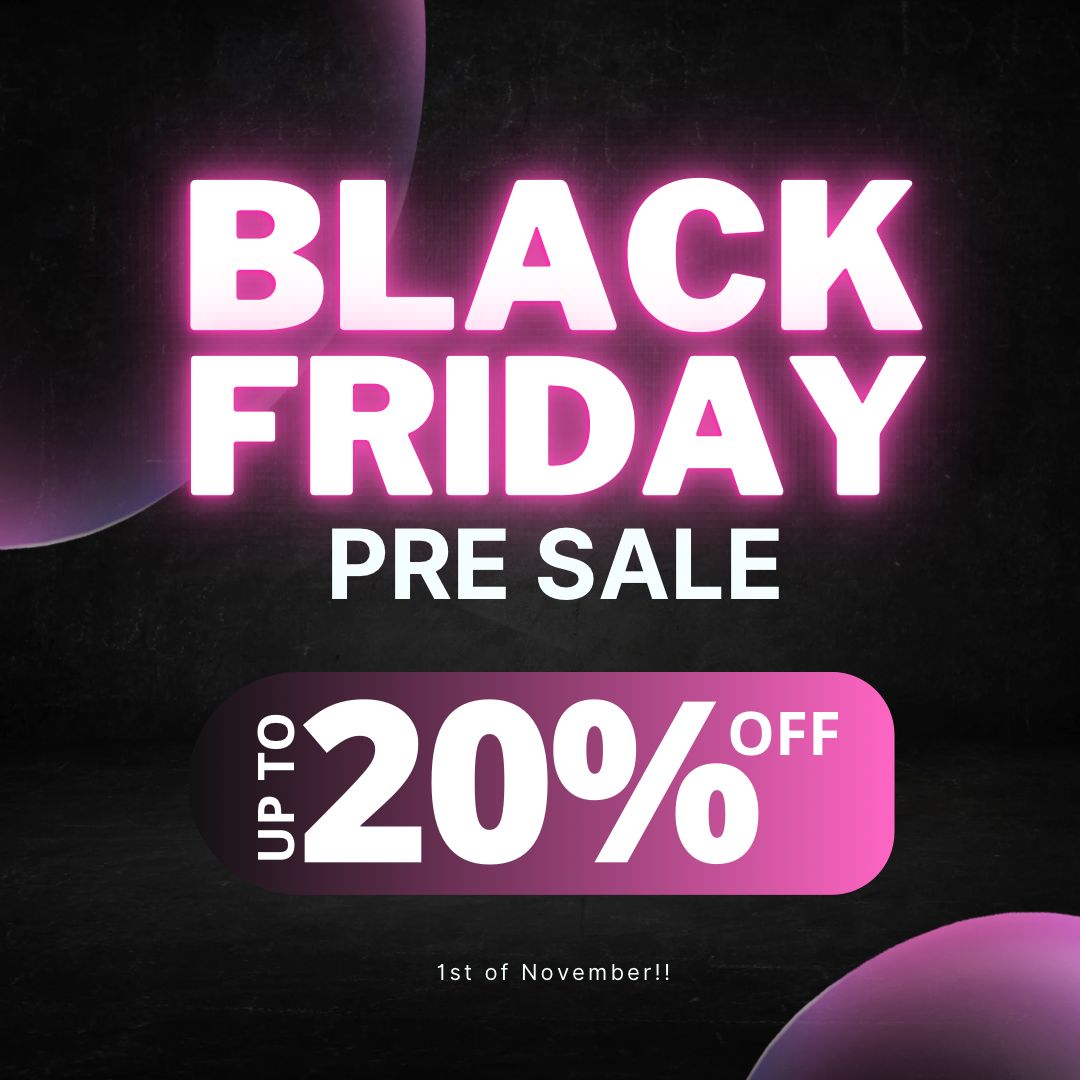 BLACK
FRIDAY
PRE SALE
UP TO
20%
OFF
1st of November!!